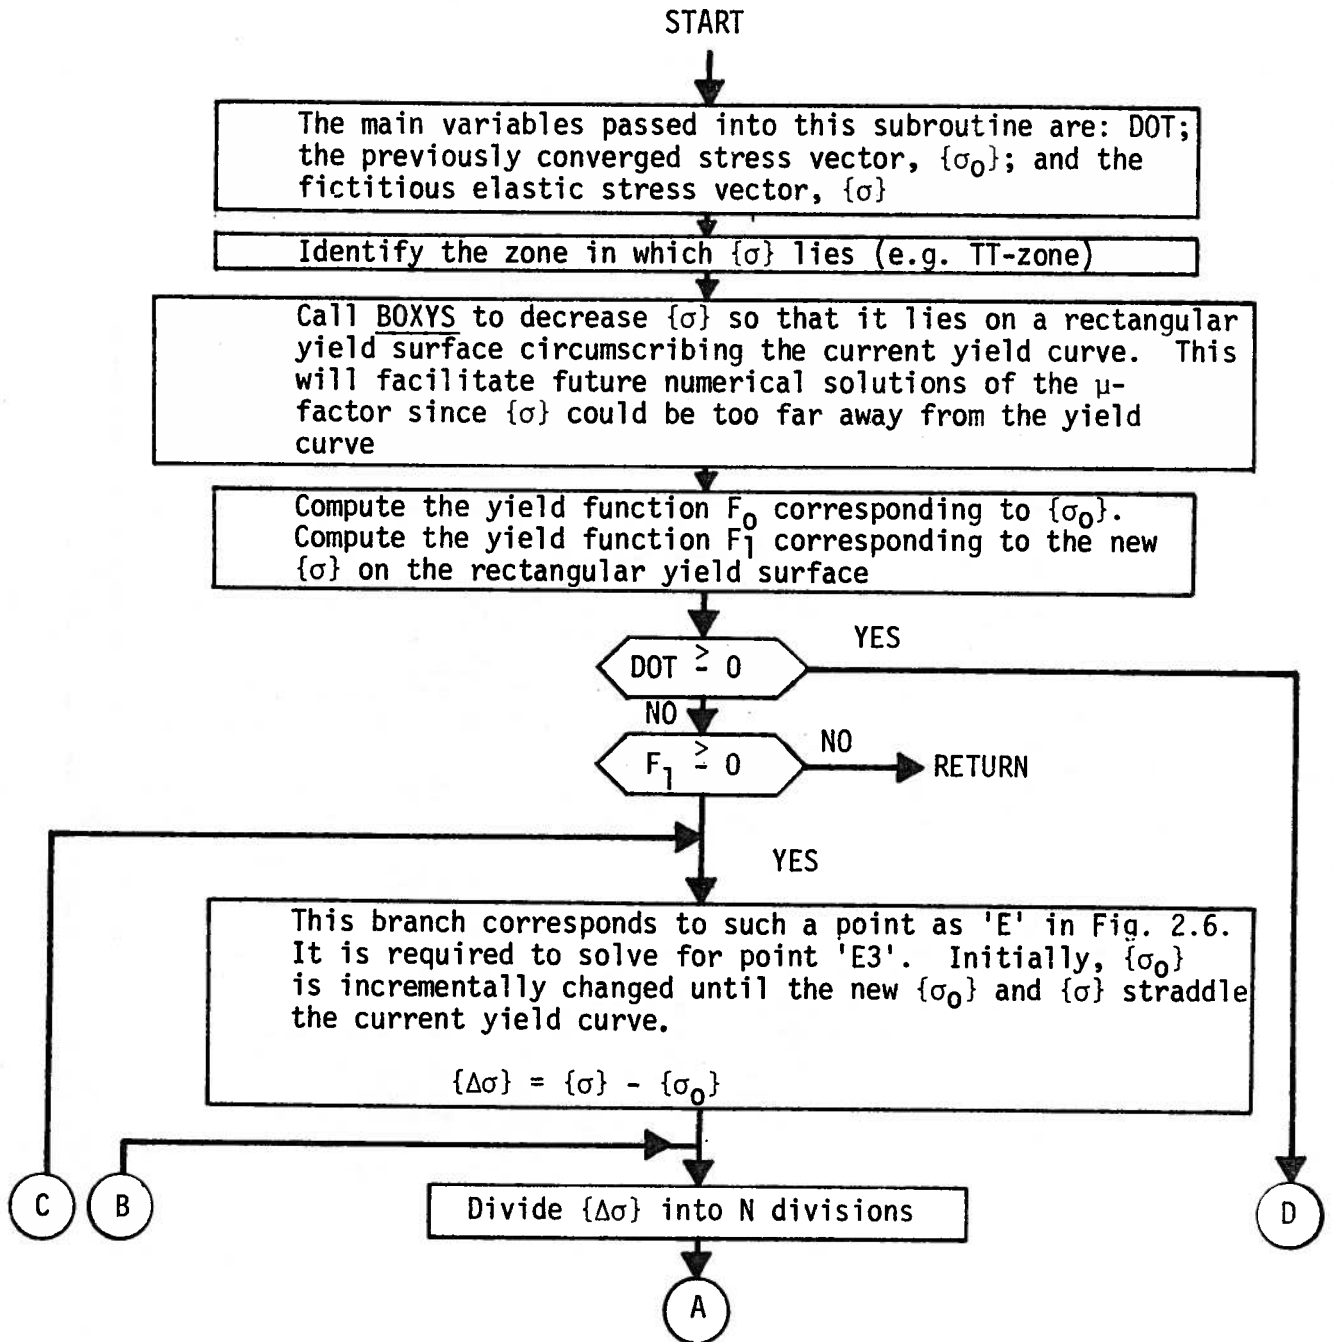 START
The main variables passed into this subroutine are: DOT;
the previously converged stress vector, {σ₀}; and the
fictitious elastic stress vector, {σ}
Identify the zone in which {σ} lies (e.g. TT-zone)
Call BOXYS to decrease {σ} so that it lies on a rectangular
yield surface circumscribing the current yield curve. This
will facilitate future numerical solutions of the μ-
factor since {σ} could be too far away from the yield
curve
Compute the yield function F₀ corresponding to {σ₀}.
Compute the yield function F₁ corresponding to the new
{σ} on the rectangular yield surface
DOT ≥ 0
YES
NO
F₁ ≥ 0
NO
RETURN
YES
This branch corresponds to such a point as 'E' in Fig. 2.6.
It is required to solve for point 'E3'. Initially, {σ₀}
is incrementally changed until the new {σ₀} and {σ} straddle
the current yield curve.
{Δσ} = {σ} - {σ₀}
C
B
Divide {Δσ} into N divisions
D
A